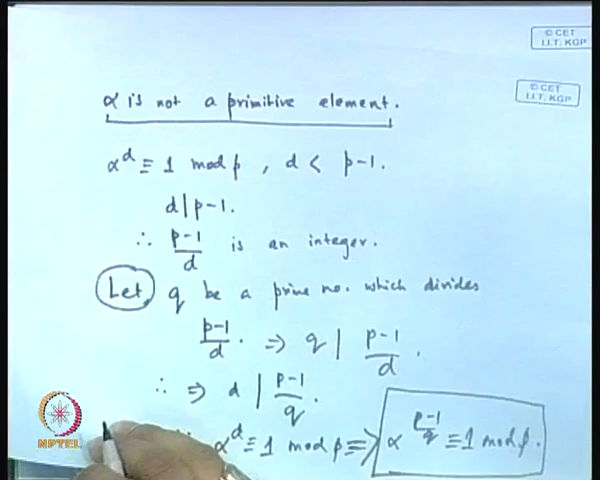 © CET
I.I.T. KGP
© CET
I.I.T. KGP
α is not a primitive element.
α^d ≡ 1 mod p, d < p-1.
d | p-1.
∴ (p-1)/d is an integer.
Let q be a prime no. which divides
(p-1)/d. ⇒ q | (p-1)/d.
∴ ⇒ d | (p-1)/q.
α^d ≡ 1 mod p ⇒ α^((p-1)/q) ≡ 1 mod p.
NPTEL